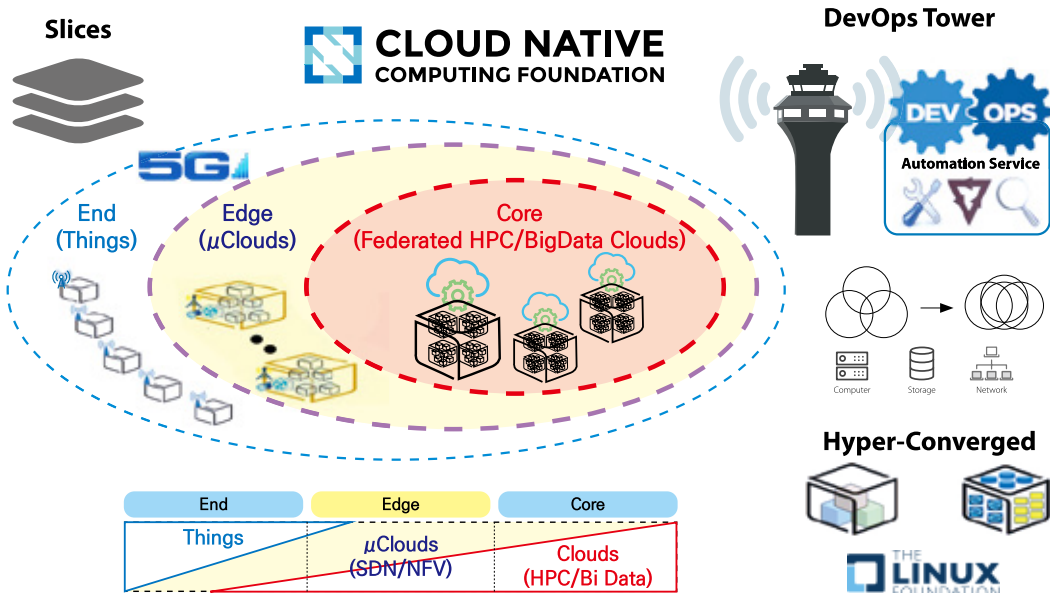 Slices
CLOUD NATIVE
COMPUTING FOUNDATION
DevOps Tower
DEV OPS
Automation Service
5G
End
(Things)
Edge
(μClouds)
Core
(Federated HPC/BigData Clouds)
Computer
Storage
Network
Hyper-Converged
End
Edge
Core
Things
μClouds
(SDN/NFV)
Clouds
(HPC/Bi Data)
THE
LINUX
FOUNDATION